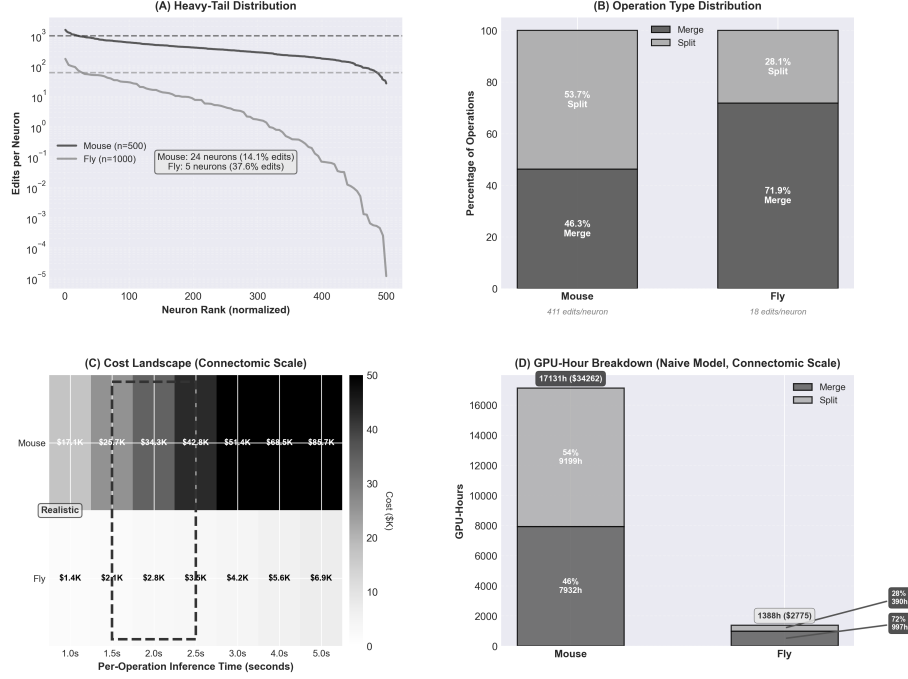 (A) Heavy-Tail Distribution
Edits per Neuron
10^3
10^2
10^1
10^0
10^-1
10^-2
10^-3
10^-4
10^-5
Mouse (n=500)
Fly (n=1000)
Mouse: 24 neurons (14.1% edits)
Fly: 5 neurons (37.6% edits)
0 100 200 300 400 500
Neuron Rank (normalized)
(B) Operation Type Distribution
Percentage of Operations
100
80
60
40
20
0
Merge
Split
53.7%
Split
46.3%
Merge
28.1%
Split
71.9%
Merge
Mouse Fly
411 edits/neuron 18 edits/neuron
(C) Cost Landscape (Connectomic Scale)
Mouse
$17.1K $25.7K $34.3K $42.8K $51.4K $68.5K $85.7K
Realistic
Fly
$1.4K $2.1K $2.8K $3.5K $4.2K $5.6K $6.9K
1.0s 1.5s 2.0s 2.5s 3.0s 4.0s 5.0s
Per-Operation Inference Time (seconds)
50
40
30
20
10
0
Cost ($K)
(D) GPU-Hour Breakdown (Naive Model, Connectomic Scale)
GPU-Hours
16000
14000
12000
10000
8000
6000
4000
2000
0
17131h ($34262)
Merge
Split
54%
9199h
46%
7932h
1388h ($2775)
28%
390h
72%
997h
Mouse Fly